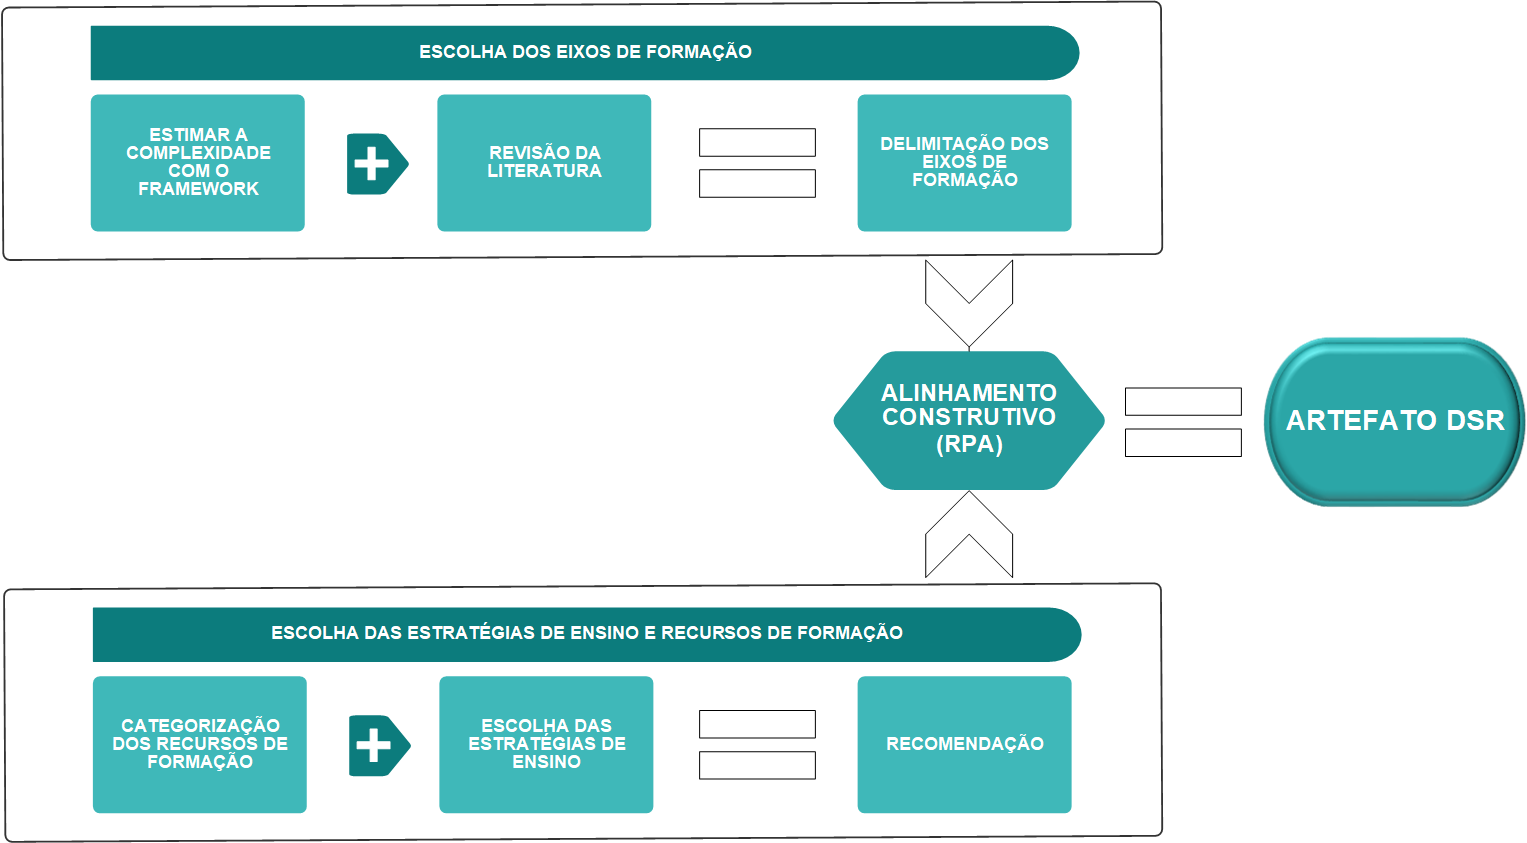 ESCOLHA DOS EIXOS DE FORMAÇÃO
ESTIMAR A
COMPLEXIDADE
COM O
FRAMEWORK
REVISÃO DA
LITERATURA
DELIMITAÇÃO DOS
EIXOS DE
FORMAÇÃO
ALINHAMENTO
CONSTRUTIVO
(RPA)
ARTEFATO DSR
ESCOLHA DAS ESTRATÉGIAS DE ENSINO E RECURSOS DE FORMAÇÃO
CATEGORIZAÇÃO
DOS RECURSOS DE
FORMAÇÃO
ESCOLHA DAS
ESTRATÉGIAS DE
ENSINO
RECOMENDAÇÃO